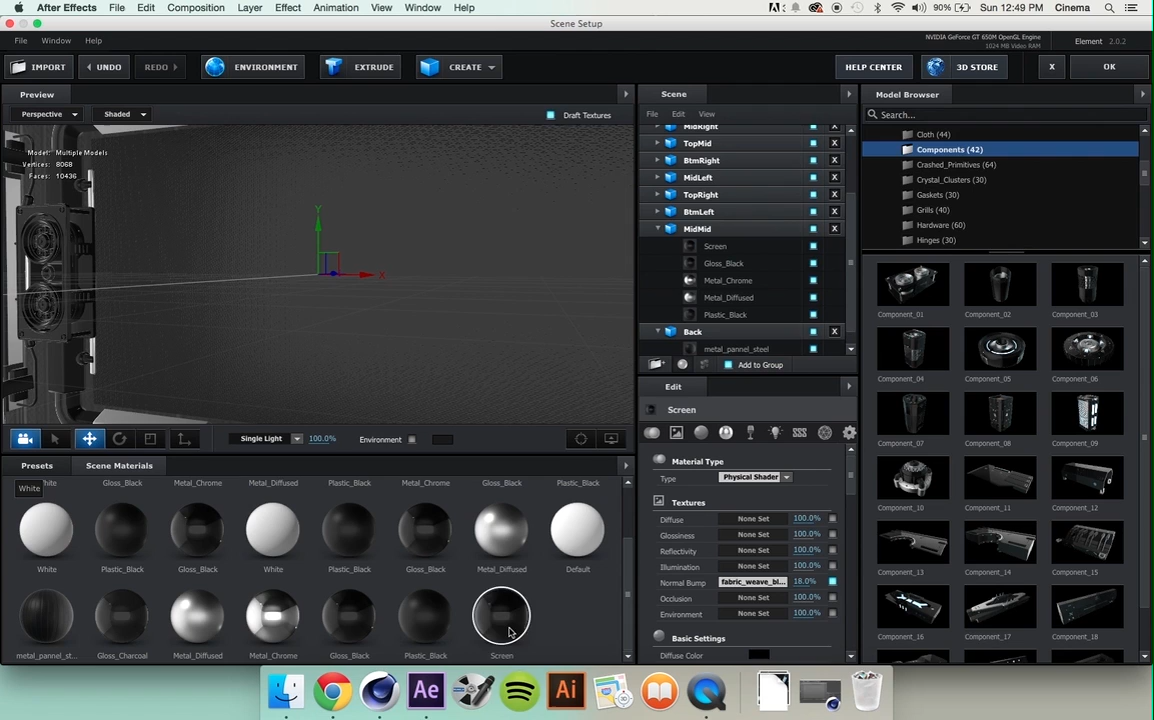 After Effects File Edit Composition Layer Effect Animation View Window Help 90% Sun 12:49 PM Cinema
Scene Setup
File Window Help
NVIDIA GeForce GT 650M OpenGL Engine
1024 MB Video RAM
Element 2.0.2
IMPORT UNDO REDO ENVIRONMENT EXTRUDE CREATE HELP CENTER 3D STORE X OK
Preview
Perspective Shaded Draft Textures
Model: Multiple Models
Vertices: 8068
Faces: 10436
Y
X
Single Light 100.0% Environment
Scene
File Edit View
MidRight X
TopMid X
BtmRight X
MidLeft X
TopRight X
BtmLeft X
MidMid X
Screen
Gloss_Black
Metal_Chrome
Metal_Diffused
Plastic_Black
Back X
metal_pannel_steel
Add to Group
Edit
Screen
Material Type
Type Physical Shader
Textures
Diffuse None Set 100.0%
Glossiness None Set 100.0%
Reflectivity None Set 100.0%
Illumination None Set 100.0%
Normal Bump fabric_weave_bl... 18.0%
Occlusion None Set 100.0%
Environment None Set 100.0%
Basic Settings
Diffuse Color
Model Browser
Search...
Cloth (44)
Components (42)
Crashed_Primitives (64)
Crystal_Clusters (30)
Gaskets (30)
Grills (40)
Hardware (60)
Hinges (30)
Component_01 Component_02 Component_03
Component_04 Component_05 Component_06
Component_07 Component_08 Component_09
Component_10 Component_11 Component_12
Component_13 Component_14 Component_15
Component_16 Component_17 Component_18
Presets Scene Materials
White Gloss_Black Metal_Chrome Metal_Diffused Plastic_Black Metal_Chrome Gloss_Black Plastic_Black
White
White Plastic_Black Gloss_Black White Plastic_Black Gloss_Black Metal_Diffused Default
metal_pannel_st... Gloss_Charcoal Metal_Diffused Metal_Chrome Gloss_Black Plastic_Black Screen
Ae Ai